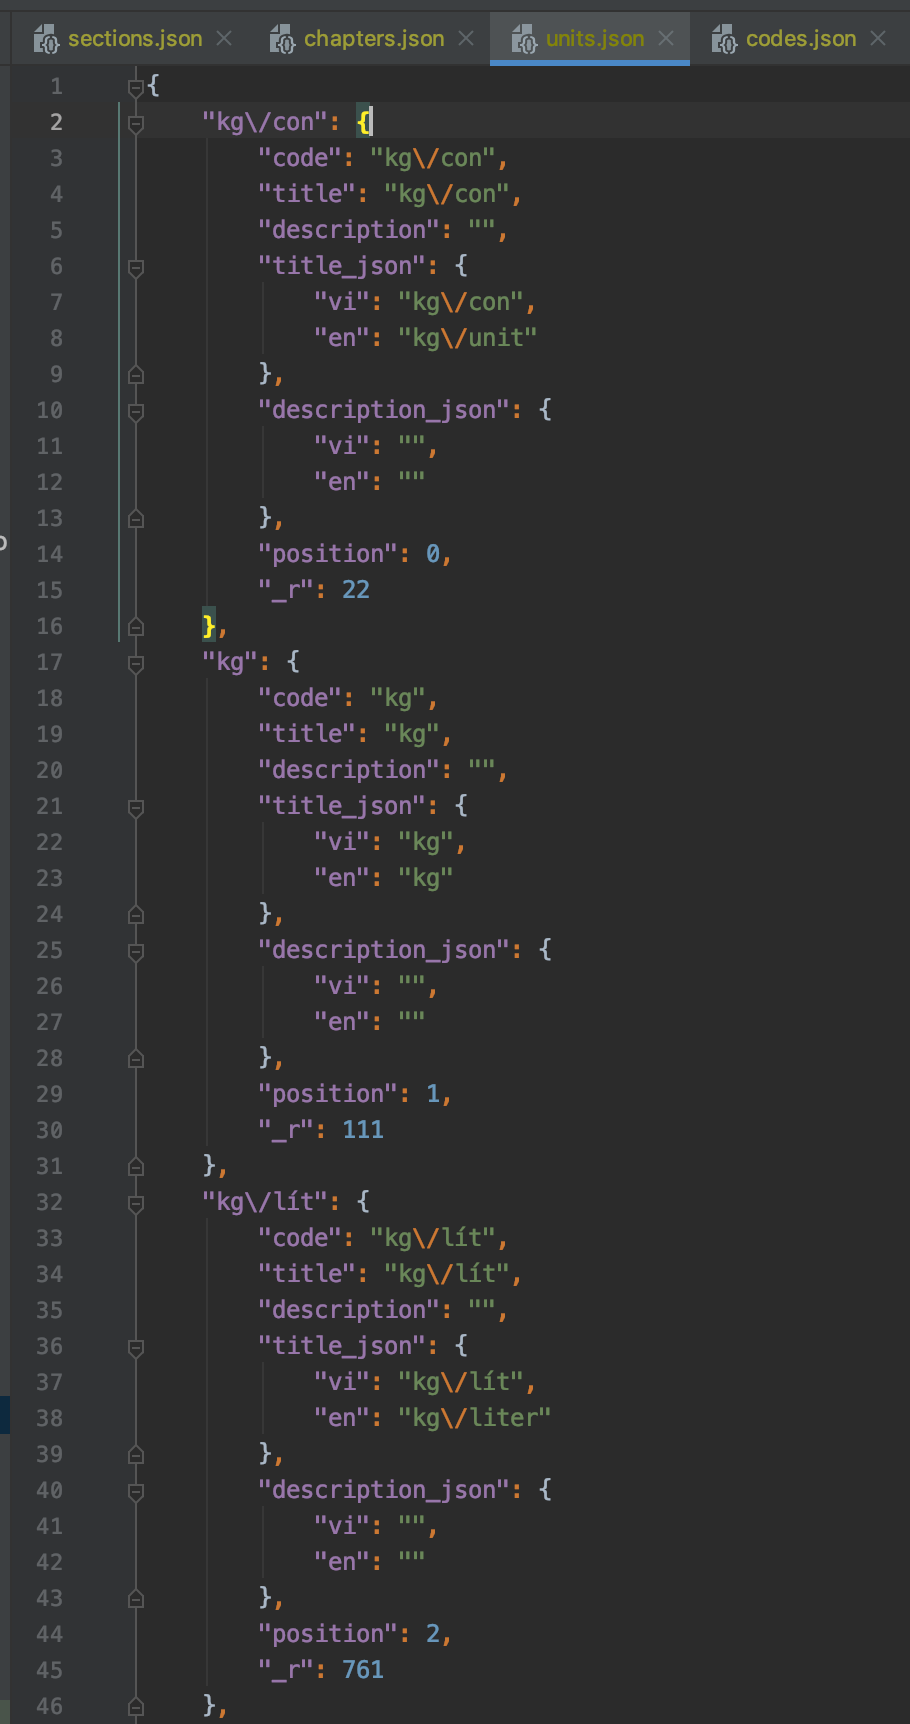 sections.json chapters.json units.json codes.json
1 {
2 "kg\/con": {
3 "code": "kg\/con",
4 "title": "kg\/con",
5 "description": "",
6 "title_json": {
7 "vi": "kg\/con",
8 "en": "kg\/unit"
9 },
10 "description_json": {
11 "vi": "",
12 "en": ""
13 },
14 "position": 0,
15 "_r": 22
16 },
17 "kg": {
18 "code": "kg",
19 "title": "kg",
20 "description": "",
21 "title_json": {
22 "vi": "kg",
23 "en": "kg"
24 },
25 "description_json": {
26 "vi": "",
27 "en": ""
28 },
29 "position": 1,
30 "_r": 111
31 },
32 "kg\/lít": {
33 "code": "kg\/lít",
34 "title": "kg\/lít",
35 "description": "",
36 "title_json": {
37 "vi": "kg\/lít",
38 "en": "kg\/liter"
39 },
40 "description_json": {
41 "vi": "",
42 "en": ""
43 },
44 "position": 2,
45 "_r": 761
46 },